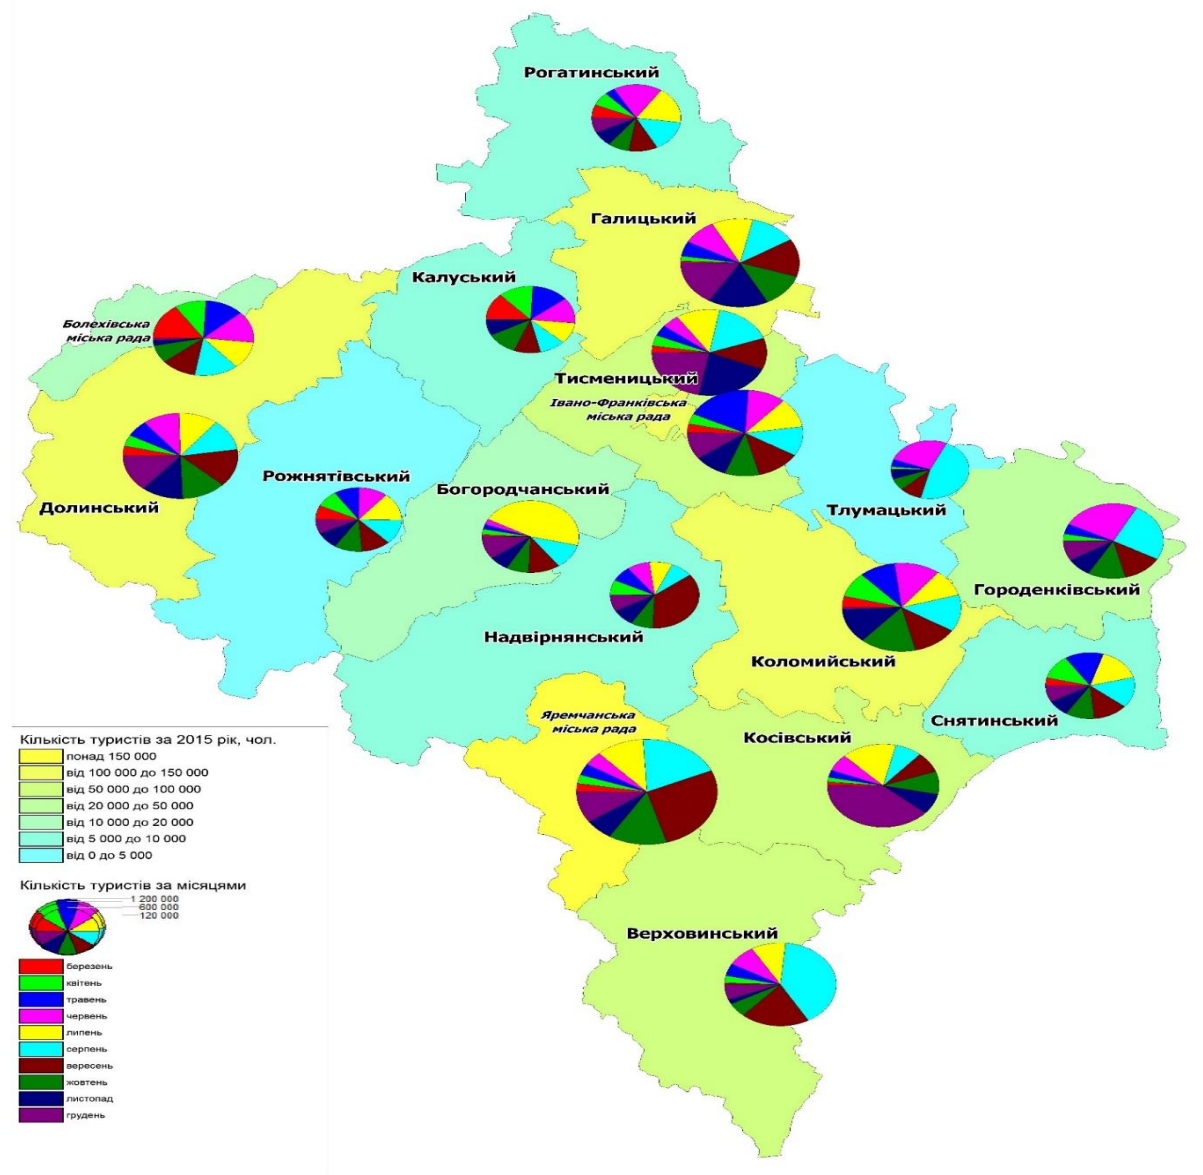 Рогатинський
Галицький
Калуський
Болехівська
міська рада
Тисменицький
Івано-Франківська
міська рада
Рожнятівський
Богородчанський
Долинський
Тлумацький
Городенківський
Надвірнянський
Коломийський
Снятинський
Яремчанська
міська рада
Косівський
Верховинський
Кількість туристів за 2015 рік, чол.
понад 150 000
від 100 000 до 150 000
від 50 000 до 100 000
від 20 000 до 50 000
від 10 000 до 20 000
від 5 000 до 10 000
від 0 до 5 000
Кількість туристів за місяцями
1 200 000
600 000
120 000
березень
квітень
травень
червень
липень
серпень
вересень
жовтень
листопад
грудень